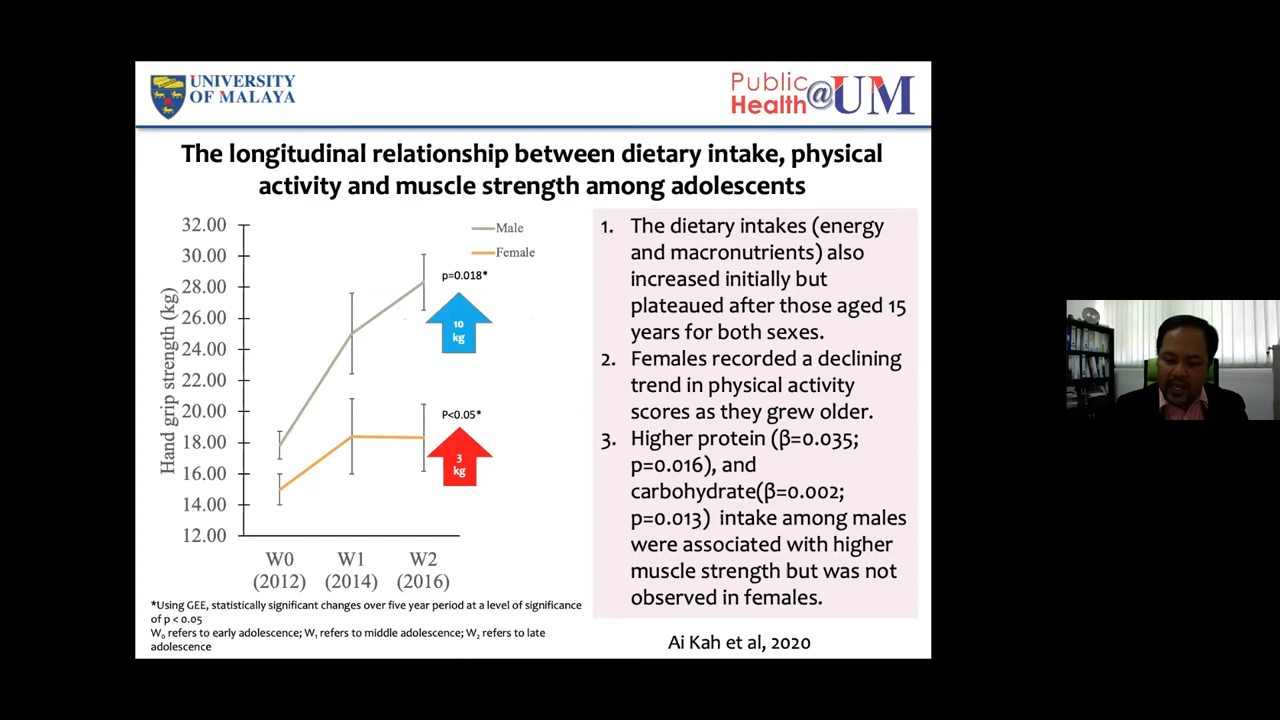 UNIVERSITY
OF MALAYA
Public
Health@UM
The longitudinal relationship between dietary intake, physical
activity and muscle strength among adolescents
Hand grip strength (kg)
32.00
30.00
28.00
26.00
24.00
22.00
20.00
18.00
16.00
14.00
12.00
Male
Female
p=0.018*
10
kg
P<0.05*
3
kg
W0
(2012)
W1
(2014)
W2
(2016)
*Using GEE, statistically significant changes over five year period at a level of significance
of p < 0.05
W₀ refers to early adolescence; W₁ refers to middle adolescence; W₂ refers to late
adolescence
1. The dietary intakes (energy
and macronutrients) also
increased initially but
plateaued after those aged 15
years for both sexes.
2. Females recorded a declining
trend in physical activity
scores as they grew older.
3. Higher protein (β=0.035;
p=0.016), and
carbohydrate(β=0.002;
p=0.013) intake among males
were associated with higher
muscle strength but was not
observed in females.
Ai Kah et al, 2020